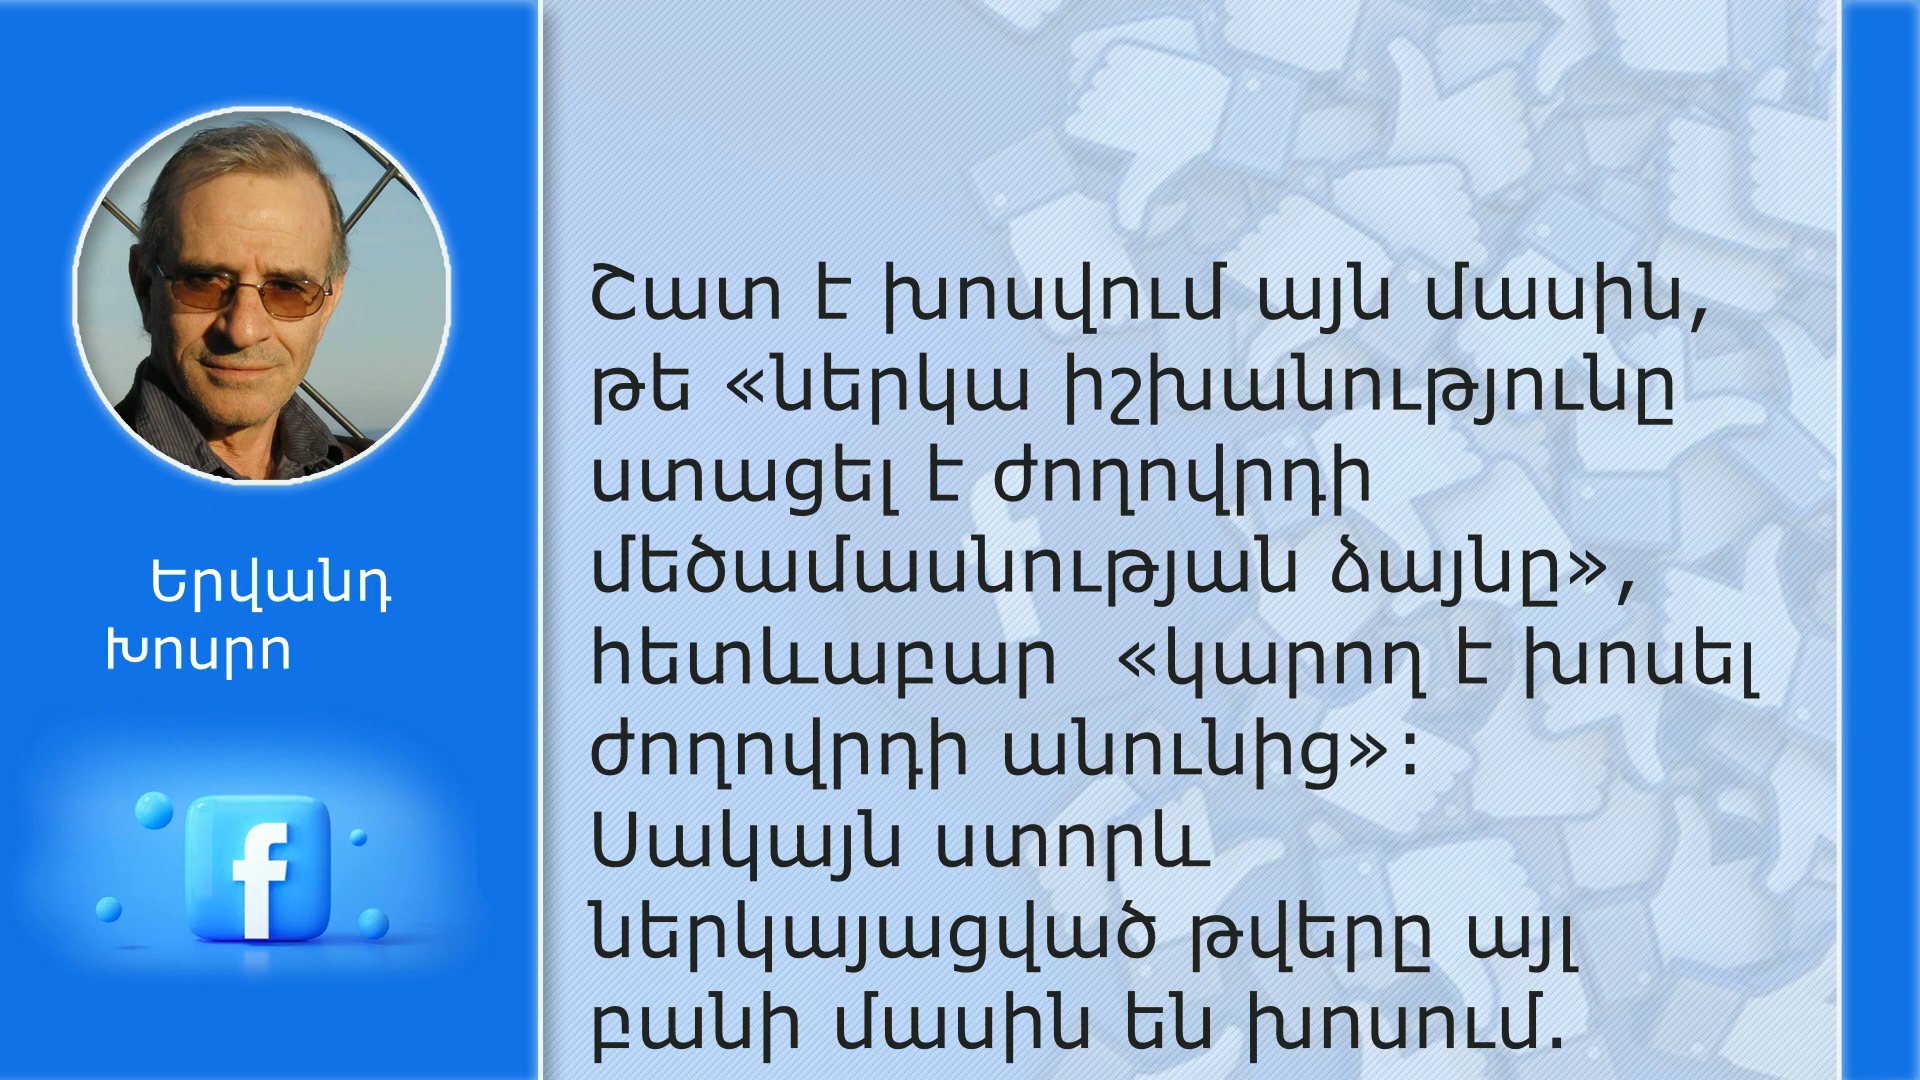 Երվանդ
Խոսրո
Շատ է խոսվում այն մասին,
թե «ներկա իշխանությունը
ստացել է ժողովրդի
մեծամասնության ձայնը»,
հետևաբար  «կարող է խոսել
ժողովրդի անունից»:
Սակայն ստորև
ներկայացված թվերը այլ
բանի մասին են խոսում.